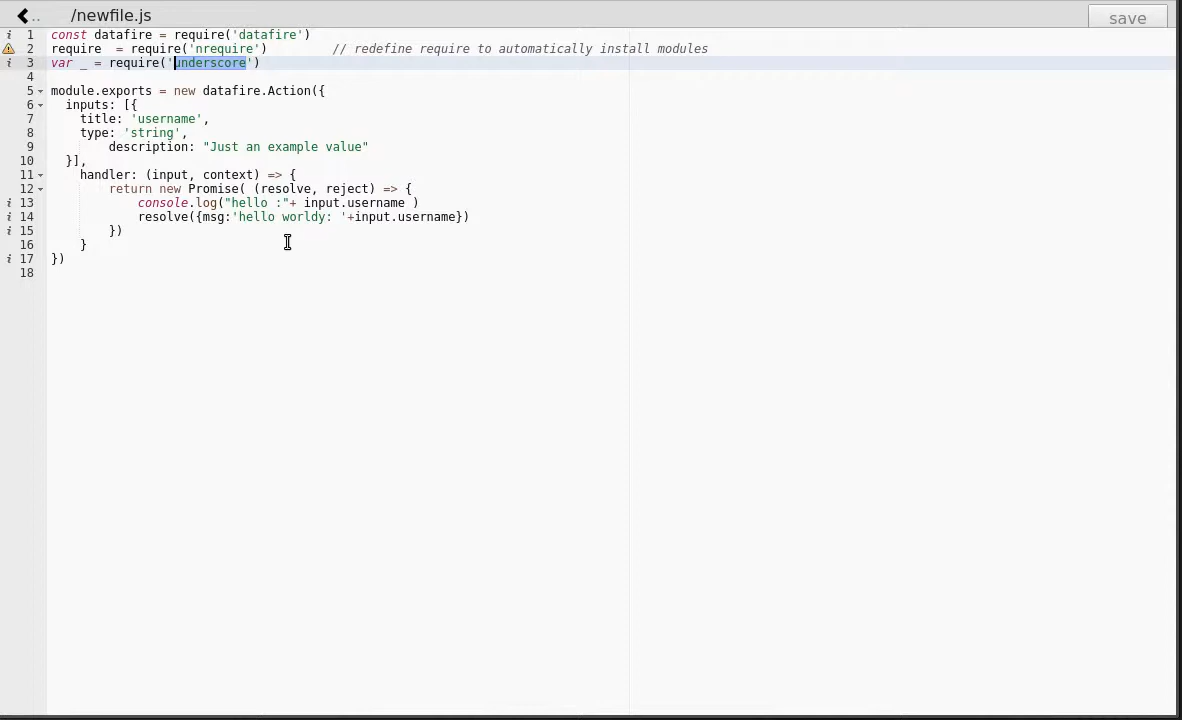 .. /newfile.js save
i 1 const datafire = require('datafire')
2 require  = require('nrequire')         // redefine require to automatically install modules
i 3 var _ = require('underscore')
4
5 module.exports = new datafire.Action({
6   inputs: [{
7     title: 'username',
8     type: 'string',
9         description: "Just an example value"
10   }],
11     handler: (input, context) => {
12         return new Promise( (resolve, reject) => {
i 13             console.log("hello :"+ input.username )
i 14             resolve({msg:'hello worldy: '+input.username})
i 15         })
16     }
i 17 })
18